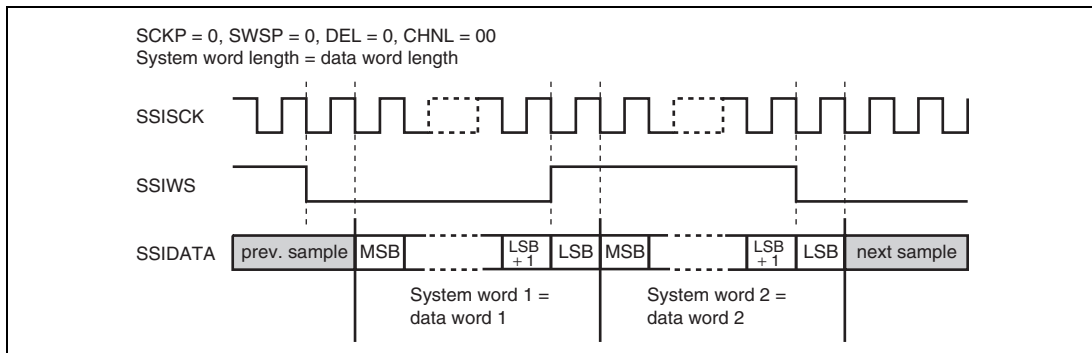 SCKP = 0, SWSP = 0, DEL = 0, CHNL = 00
System word length = data word length
SSISCK
SSIWS
SSIDATA
prev. sample
MSB
LSB
+ 1
LSB
MSB
LSB
+ 1
LSB
next sample
System word 1 =
data word 1
System word 2 =
data word 2